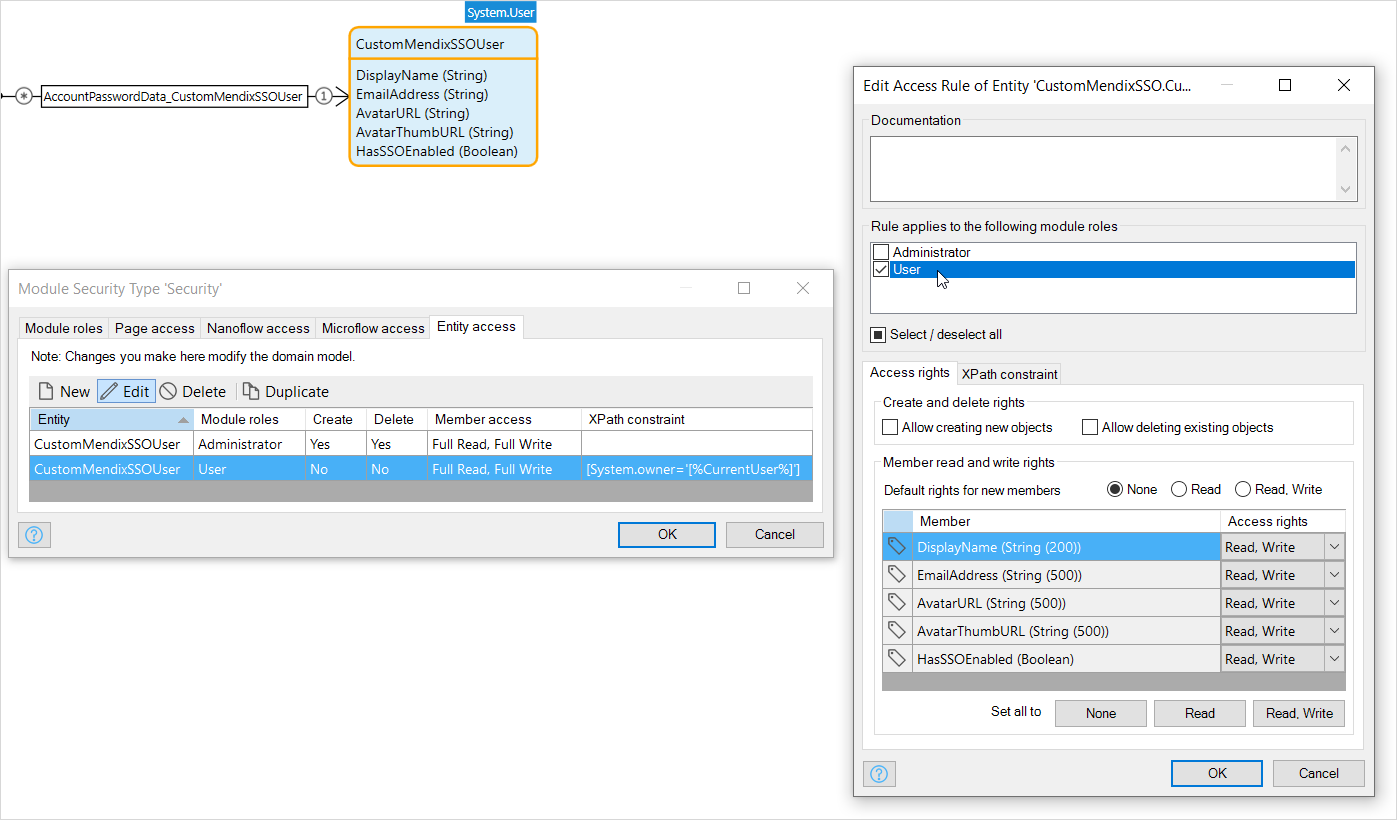 System.User
CustomMendixSSOUser
DisplayName (String)
EmailAddress (String)
AvatarURL (String)
AvatarThumbURL (String)
HasSSOEnabled (Boolean)
* AccountPasswordData_CustomMendixSSOUser 1
Module Security Type 'Security'
Module roles Page access Nanoflow access Microflow access Entity access
Note: Changes you make here modify the domain model.
New Edit Delete Duplicate
Entity Module roles Create Delete Member access XPath constraint
CustomMendixSSOUser Administrator Yes Yes Full Read, Full Write
CustomMendixSSOUser User No No Full Read, Full Write [System.owner='[%CurrentUser%]']
? OK Cancel
Edit Access Rule of Entity 'CustomMendixSSO.Cu...
Documentation
Rule applies to the following module roles
Administrator
User
Select / deselect all
Access rights XPath constraint
Create and delete rights
Allow creating new objects Allow deleting existing objects
Member read and write rights
Default rights for new members None Read Read, Write
Member Access rights
DisplayName (String (200)) Read, Write
EmailAddress (String (500)) Read, Write
AvatarURL (String (500)) Read, Write
AvatarThumbURL (String (500)) Read, Write
HasSSOEnabled (Boolean) Read, Write
Set all to None Read Read, Write
? OK Cancel